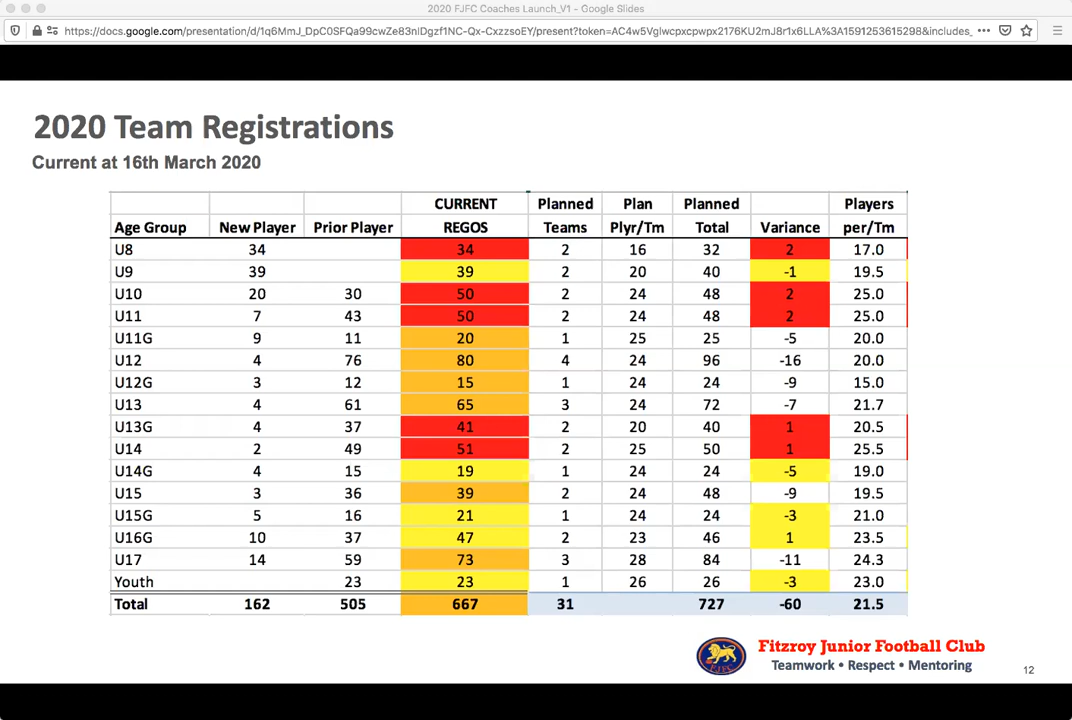 2020 FJFC Coaches Launch_V1 - Google Slides
https://docs.google.com/presentation/d/1q6MmJ_DpC0SFQa99cwZe83nlDgzf1NC-Qx-CxzzsoEY/present?token=AC4w5Vglwcpxcpwpx2176KU2mJ8r1x6LLA%3A1591253615298&includes_
2020 Team Registrations
Current at 16th March 2020
CURRENT Planned Plan Planned Players
Age Group New Player Prior Player REGOS Teams Plyr/Tm Total Variance per/Tm
U8 34 34 2 16 32 2 17.0
U9 39 39 2 20 40 -1 19.5
U10 20 30 50 2 24 48 2 25.0
U11 7 43 50 2 24 48 2 25.0
U11G 9 11 20 1 25 25 -5 20.0
U12 4 76 80 4 24 96 -16 20.0
U12G 3 12 15 1 24 24 -9 15.0
U13 4 61 65 3 24 72 -7 21.7
U13G 4 37 41 2 20 40 1 20.5
U14 2 49 51 2 25 50 1 25.5
U14G 4 15 19 1 24 24 -5 19.0
U15 3 36 39 2 24 48 -9 19.5
U15G 5 16 21 1 24 24 -3 21.0
U16G 10 37 47 2 23 46 1 23.5
U17 14 59 73 3 28 84 -11 24.3
Youth 23 23 1 26 26 -3 23.0
Total 162 505 667 31 727 -60 21.5
FJFC
Fitzroy Junior Football Club
Teamwork • Respect • Mentoring
12